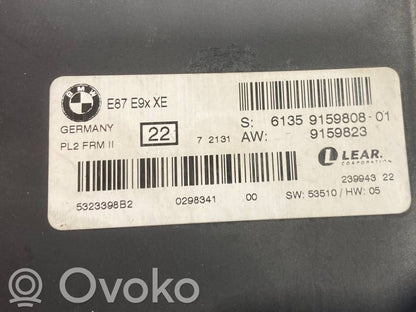 BMW
E87 E9x XE
GERMANY
PL2 FRM II
22
7 2131
S: 6135 9159808-01
AW: 9159823
LEAR.
CORPORATION
239943 22
5323398B2
0298341
00
SW: 53510 / HW: 05
Ovoko